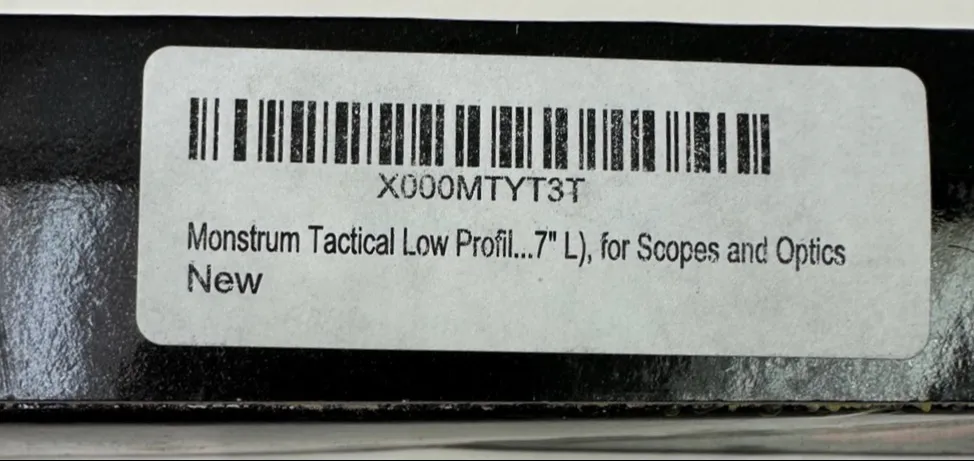 X000MTYT3T
Monstrum Tactical Low Profil...7" L), for Scopes and Optics
New